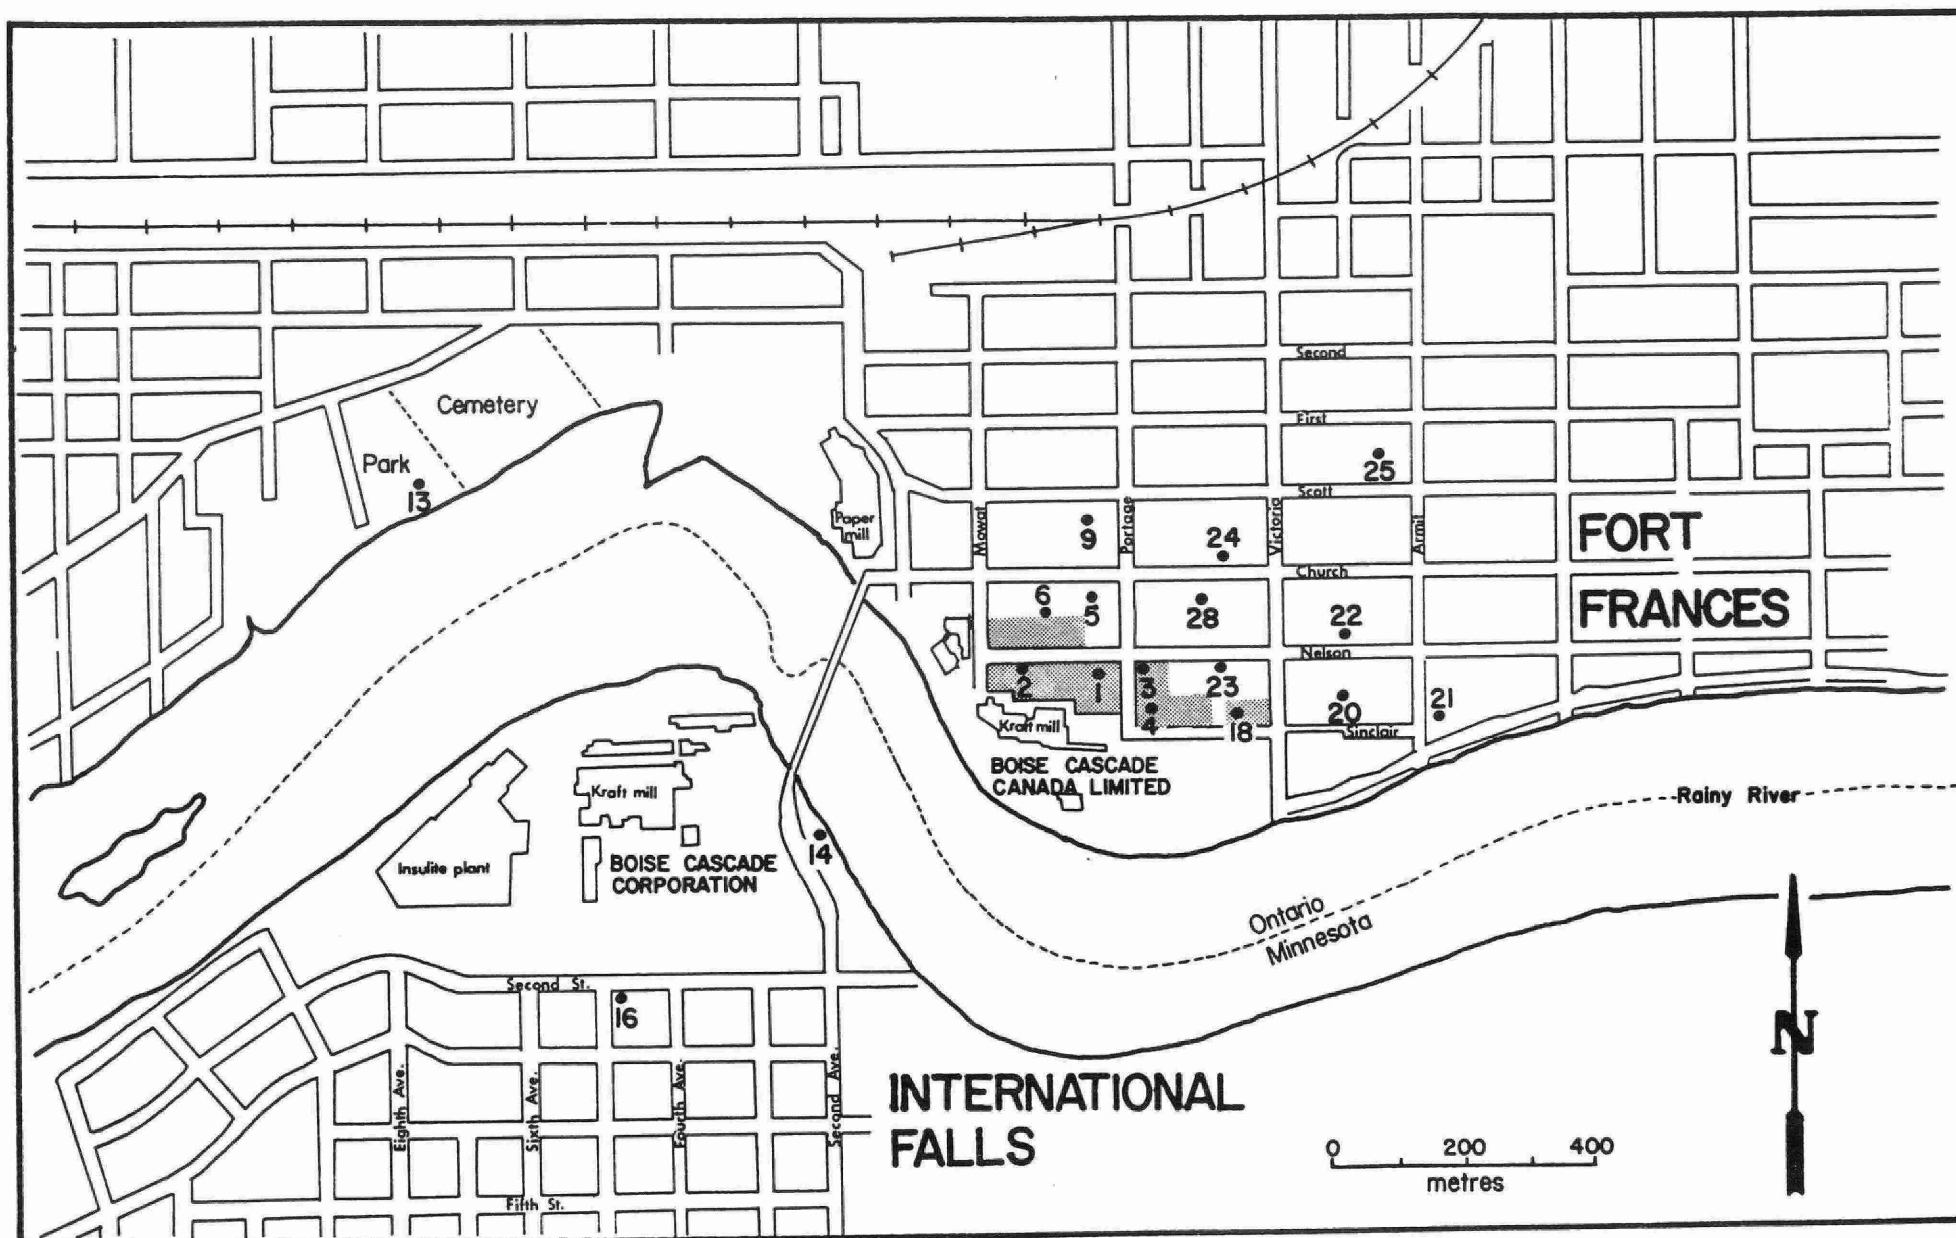 Second
Cemetery
First
Park
13
25
Scott
Paper
mill
Mowat
Portage
Victoria
Armit
9
24
FORT
Church
6
5
28
22
FRANCES
Nelson
2
1
3
23
4
18
20
21
Kraft mill
Sinclair
BOISE CASCADE
CANADA LIMITED
Rainy River
Kraft mill
14
Insulite plant
BOISE CASCADE
CORPORATION
Ontario
Minnesota
Second St.
16
N
Eighth Ave.
Sixth Ave.
Fourth Ave.
Second Ave.
INTERNATIONAL
FALLS
0 200 400
metres
Fifth St.